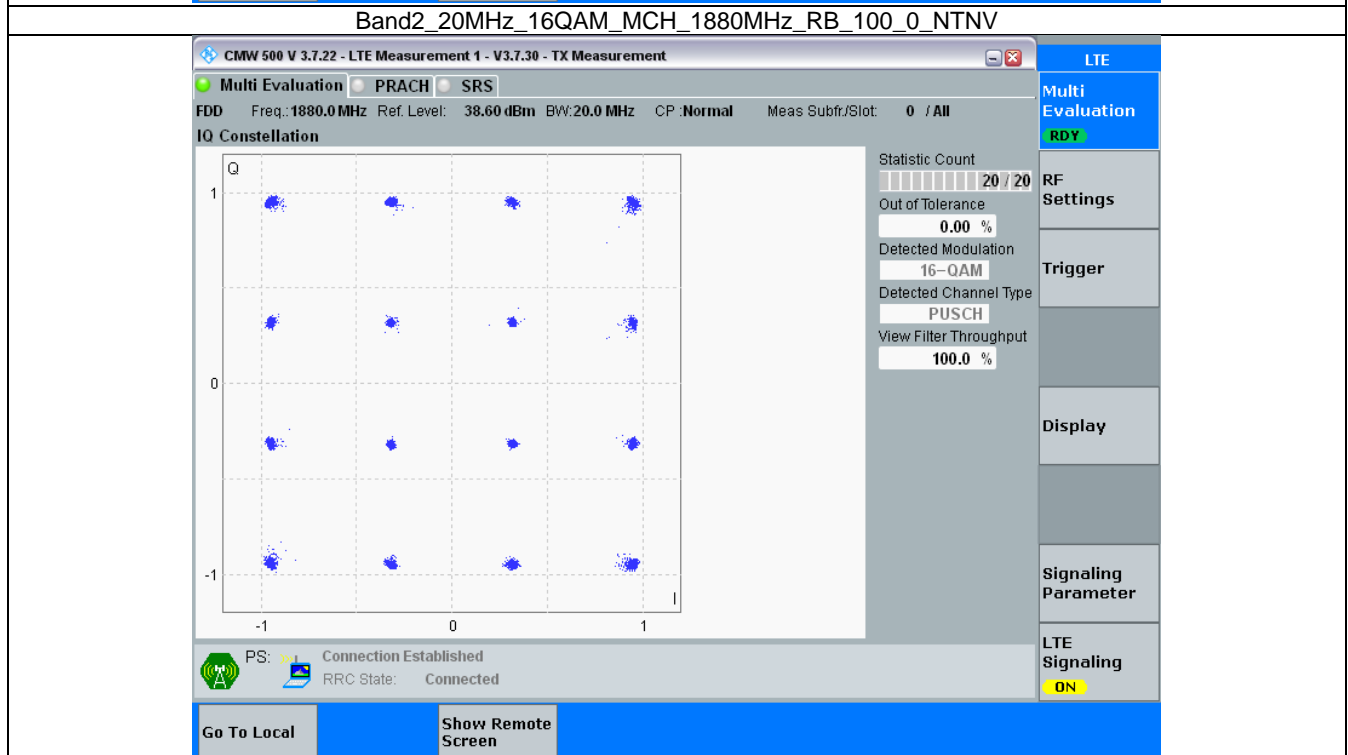 Band2_20MHz_16QAM_MCH_1880MHz_RB_100_0_NTNV
CMW 500 V 3.7.22 - LTE Measurement 1 - V3.7.30 - TX Measurement
LTE
Multi Evaluation PRACH SRS
FDD Freq.: 1880.0 MHz Ref. Level: 38.60 dBm BW: 20.0 MHz CP : Normal Meas Subfr./Slot: 0 / All
IQ Constellation
Q
1
0
-1
I
-1 0 1
Statistic Count
20 / 20
Out of Tolerance
0.00 %
Detected Modulation
16-QAM
Detected Channel Type
PUSCH
View Filter Throughput
100.0 %
Multi
Evaluation
RDY
RF
Settings
Trigger
Display
Signaling
Parameter
LTE
Signaling
ON
PS: Connection Established
RRC State: Connected
Go To Local
Show Remote
Screen